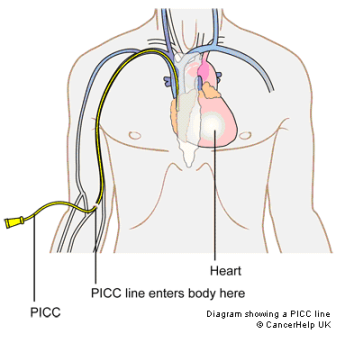 Heart
PICC line enters body here
PICC
Diagram showing a PICC line
© CancerHelp UK